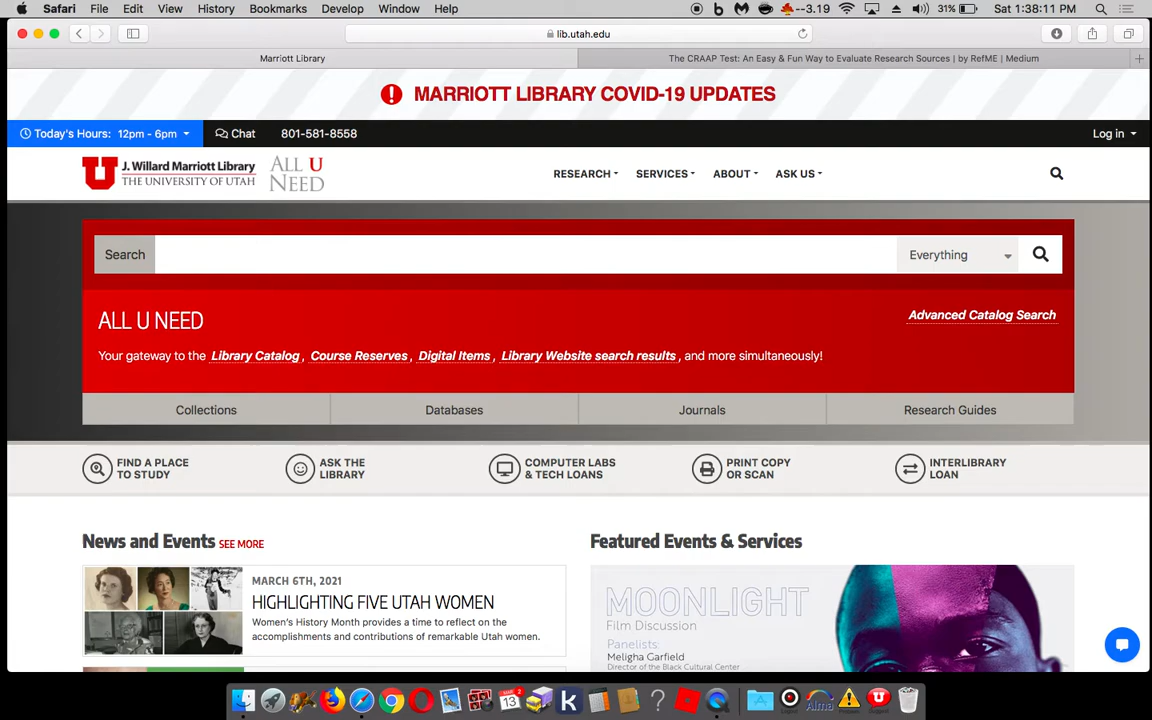 Safari File Edit View History Bookmarks Develop Window Help --3.19 31% Sat 1:38:11 PM
lib.utah.edu
Marriott Library The CRAAP Test: An Easy & Fun Way to Evaluate Research Sources | by RefME | Medium
MARRIOTT LIBRARY COVID-19 UPDATES
Today's Hours: 12pm - 6pm Chat 801-581-8558 Log in
J. Willard Marriott Library
THE UNIVERSITY OF UTAH
ALL U
NEED
RESEARCH SERVICES ABOUT ASK US
Search Everything
ALL U NEED Advanced Catalog Search
Your gateway to the Library Catalog, Course Reserves, Digital Items, Library Website search results, and more simultaneously!
Collections Databases Journals Research Guides
FIND A PLACE
TO STUDY
ASK THE
LIBRARY
COMPUTER LABS
& TECH LOANS
PRINT COPY
OR SCAN
INTERLIBRARY
LOAN
News and Events SEE MORE
MARCH 6TH, 2021
HIGHLIGHTING FIVE UTAH WOMEN
Women's History Month provides a time to reflect on the
accomplishments and contributions of remarkable Utah women.
Featured Events & Services
MOONLIGHT
Film Discussion
Panelists:
Meligha Garfield
Director of the Black Cultural Center
MAR
13
2
Alma